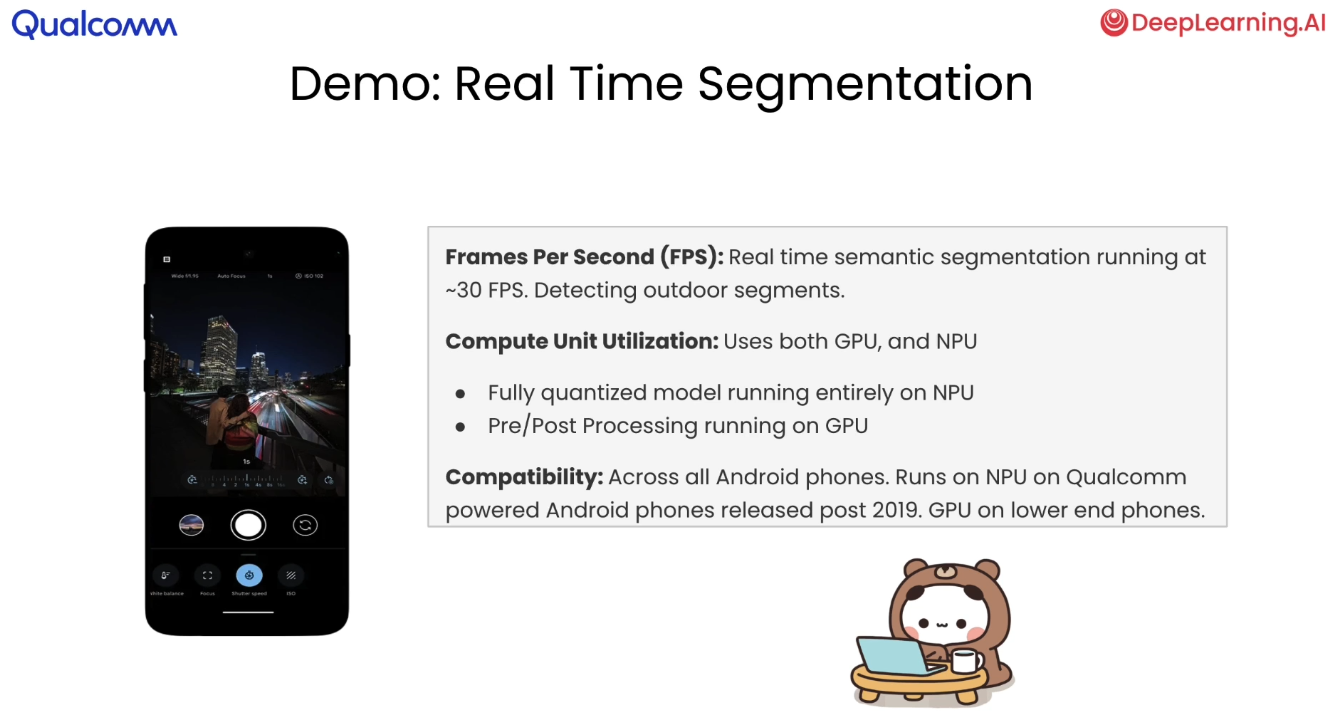 Qualcomm
DeepLearning.AI
Demo: Real Time Segmentation
Wide 59.95 Auto Focus 1s ISO 102
1s
White balance Focus Shutter speed ISO
Frames Per Second (FPS): Real time semantic segmentation running at
~30 FPS. Detecting outdoor segments.
Compute Unit Utilization: Uses both GPU, and NPU
● Fully quantized model running entirely on NPU
● Pre/Post Processing running on GPU
Compatibility: Across all Android phones. Runs on NPU on Qualcomm
powered Android phones released post 2019. GPU on lower end phones.